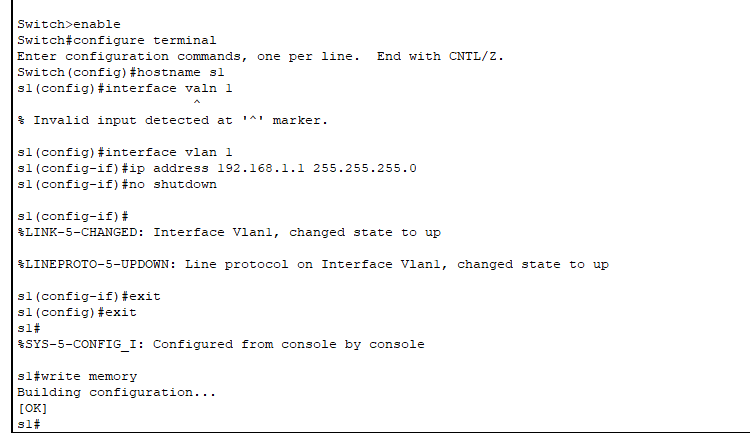 Switch>enable
Switch#configure terminal
Enter configuration commands, one per line.  End with CNTL/Z.
Switch(config)#hostname s1
s1(config)#interface valn 1
^
% Invalid input detected at '^' marker.
s1(config)#interface vlan 1
s1(config-if)#ip address 192.168.1.1 255.255.255.0
s1(config-if)#no shutdown
s1(config-if)#
%LINK-5-CHANGED: Interface Vlan1, changed state to up
%LINEPROTO-5-UPDOWN: Line protocol on Interface Vlan1, changed state to up
s1(config-if)#exit
s1(config)#exit
s1#
%SYS-5-CONFIG_I: Configured from console by console
s1#write memory
Building configuration...
[OK]
s1#